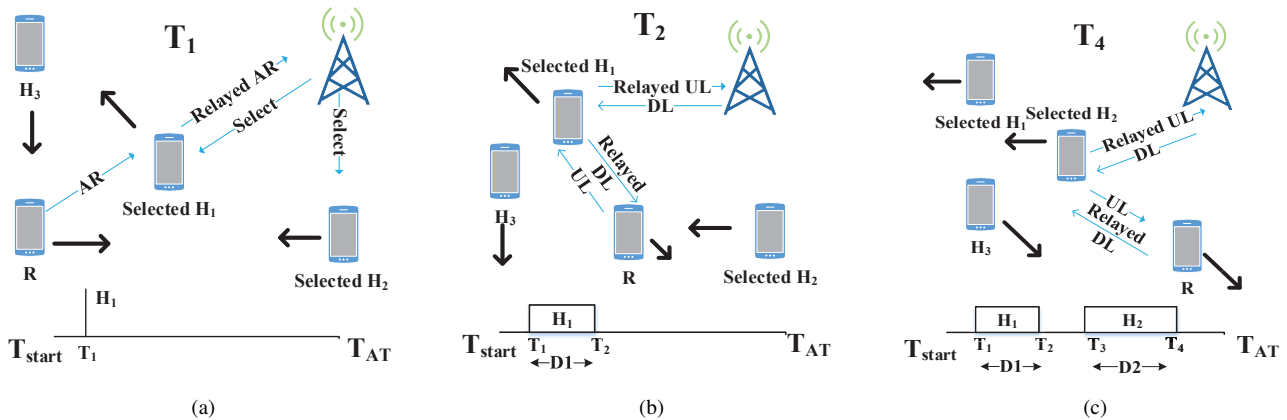 T1
H3
Relayed AR
Select
Select
AR
Selected H1
R
Selected H2
H1
Tstart
T1
TAT
(a)
T2
Selected H1
Relayed UL
DL
Relayed
DL
UL
H3
R
Selected H2
H1
Tstart
T1
T2
TAT
D1
(b)
T4
Selected H1
Selected H2
Relayed UL
DL
H3
UL
Relayed
DL
R
H1
H2
Tstart
T1
T2
T3
T4
TAT
D1
D2
(c)